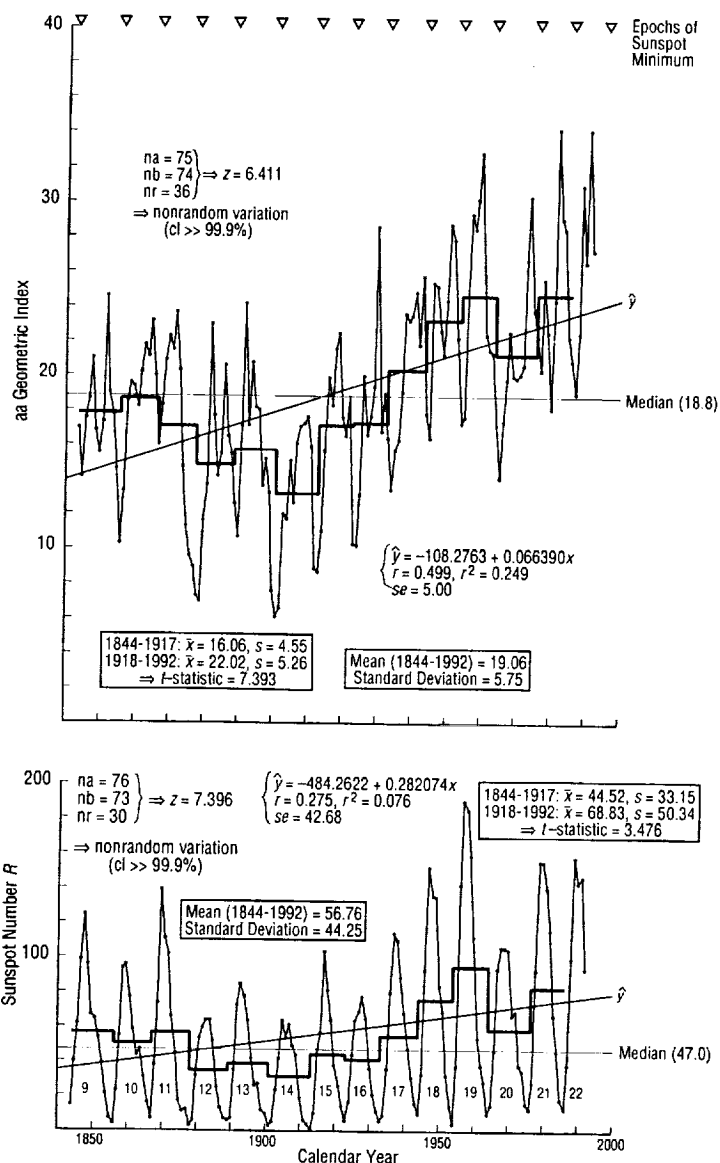 40
Epochs of
Sunspot
Minimum
na = 75
nb = 74
nr = 36
⇒ z = 6.411
⇒ nonrandom variation
(cl >> 99.9%)
30
aa Geometric Index
ŷ
20
Median (18.8)
10
ŷ = −108.2763 + 0.066390x
r = 0.499, r² = 0.249
se = 5.00
1844-1917: x̄ = 16.06, s = 4.55
1918-1992: x̄ = 22.02, s = 5.26
⇒ t–statistic = 7.393
Mean (1844-1992) = 19.06
Standard Deviation = 5.75
200
na = 76
nb = 73
nr = 30
⇒ z = 7.396
⇒ nonrandom variation
(cl >> 99.9%)
ŷ = −484.2622 + 0.282074x
r = 0.275, r² = 0.076
se = 42.68
1844-1917: x̄ = 44.52, s = 33.15
1918-1992: x̄ = 68.83, s = 50.34
⇒ t–statistic = 3.476
Mean (1844-1992) = 56.76
Standard Deviation = 44.25
100
Sunspot Number R
ŷ
Median (47.0)
9 10 11 12 13 14 15 16 17 18 19 20 21 22
0
1850 1900 1950 2000
Calendar Year